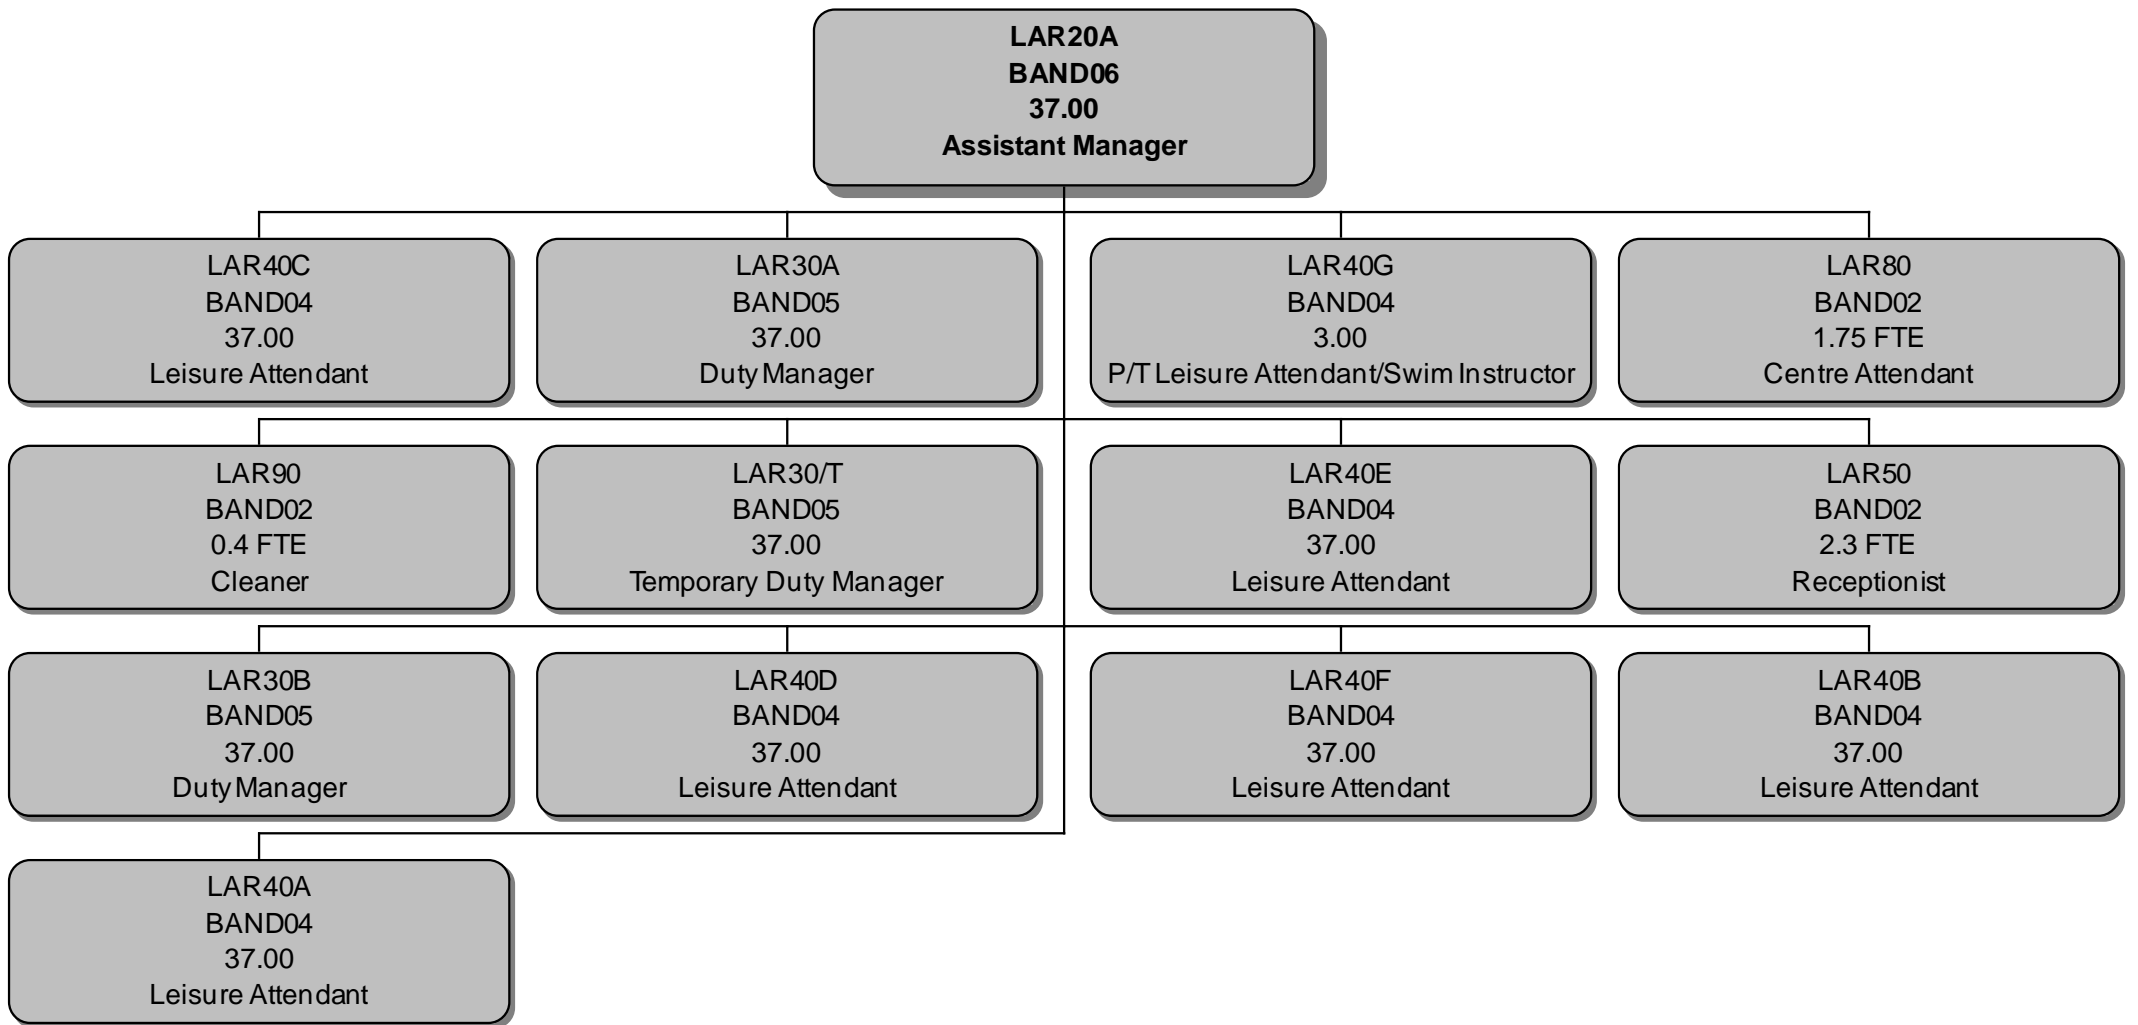 LAR20A
BAND06
37.00
Assistant Manager
LAR40C
BAND04
37.00
Leisure Attendant
LAR30A
BAND05
37.00
Duty Manager
LAR40G
BAND04
3.00
P/T Leisure Attendant/Swim Instructor
LAR80
BAND02
1.75 FTE
Centre Attendant
LAR90
BAND02
0.4 FTE
Cleaner
LAR30/T
BAND05
37.00
Temporary Duty Manager
LAR40E
BAND04
37.00
Leisure Attendant
LAR50
BAND02
2.3 FTE
Receptionist
LAR30B
BAND05
37.00
Duty Manager
LAR40D
BAND04
37.00
Leisure Attendant
LAR40F
BAND04
37.00
Leisure Attendant
LAR40B
BAND04
37.00
Leisure Attendant
LAR40A
BAND04
37.00
Leisure Attendant